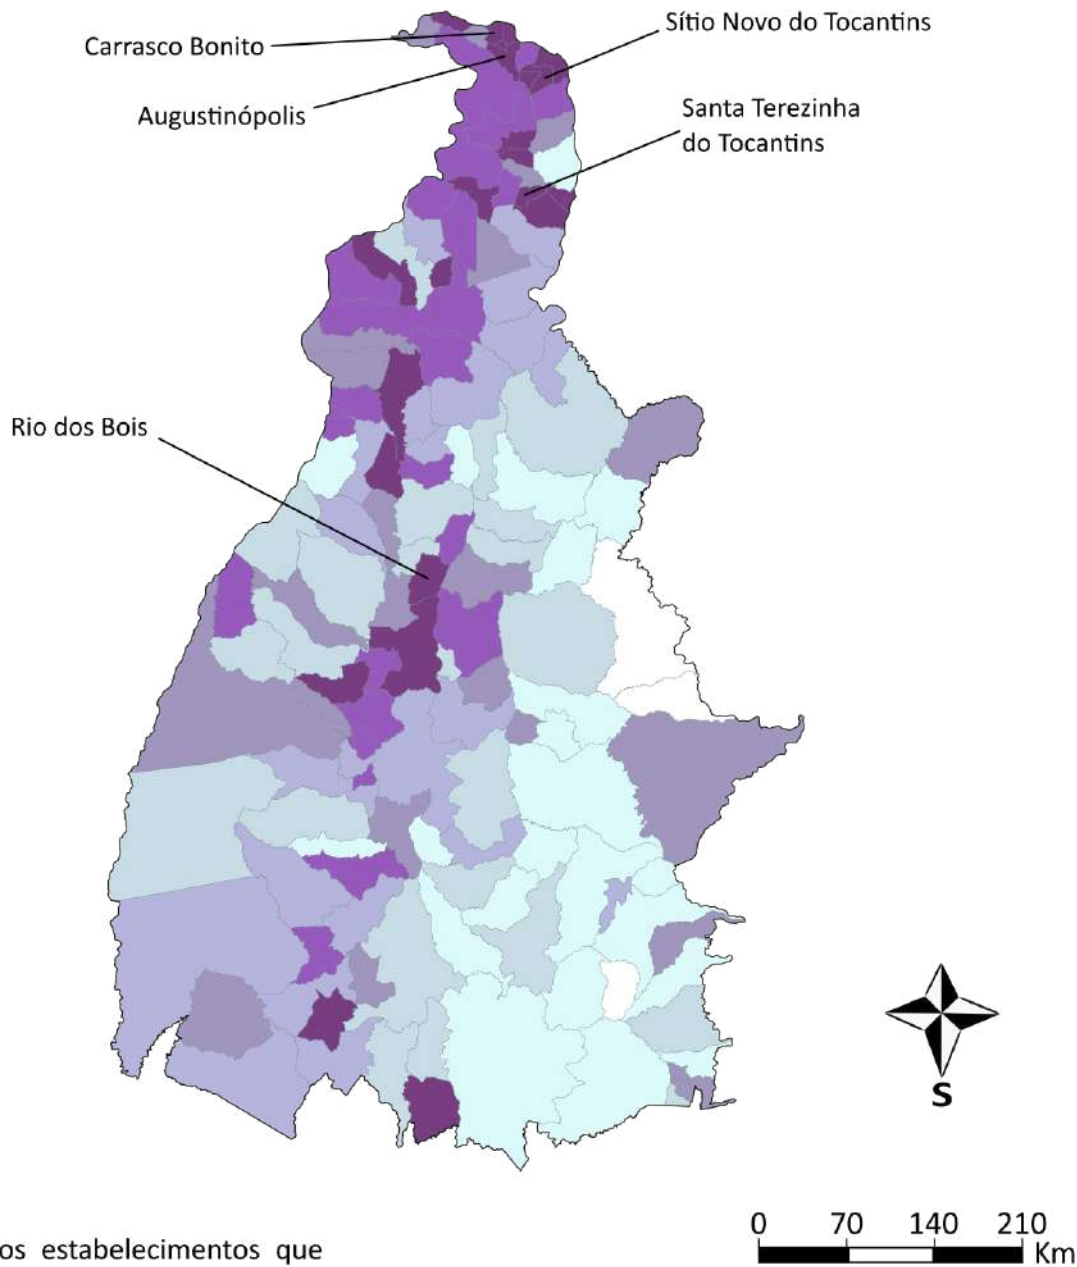 Sítio Novo do Tocantins
Carrasco Bonito
Augustinópolis
Santa Terezinha
do Tocantins
Rio dos Bois
S
0 70 140 210
Km
os estabelecimentos que